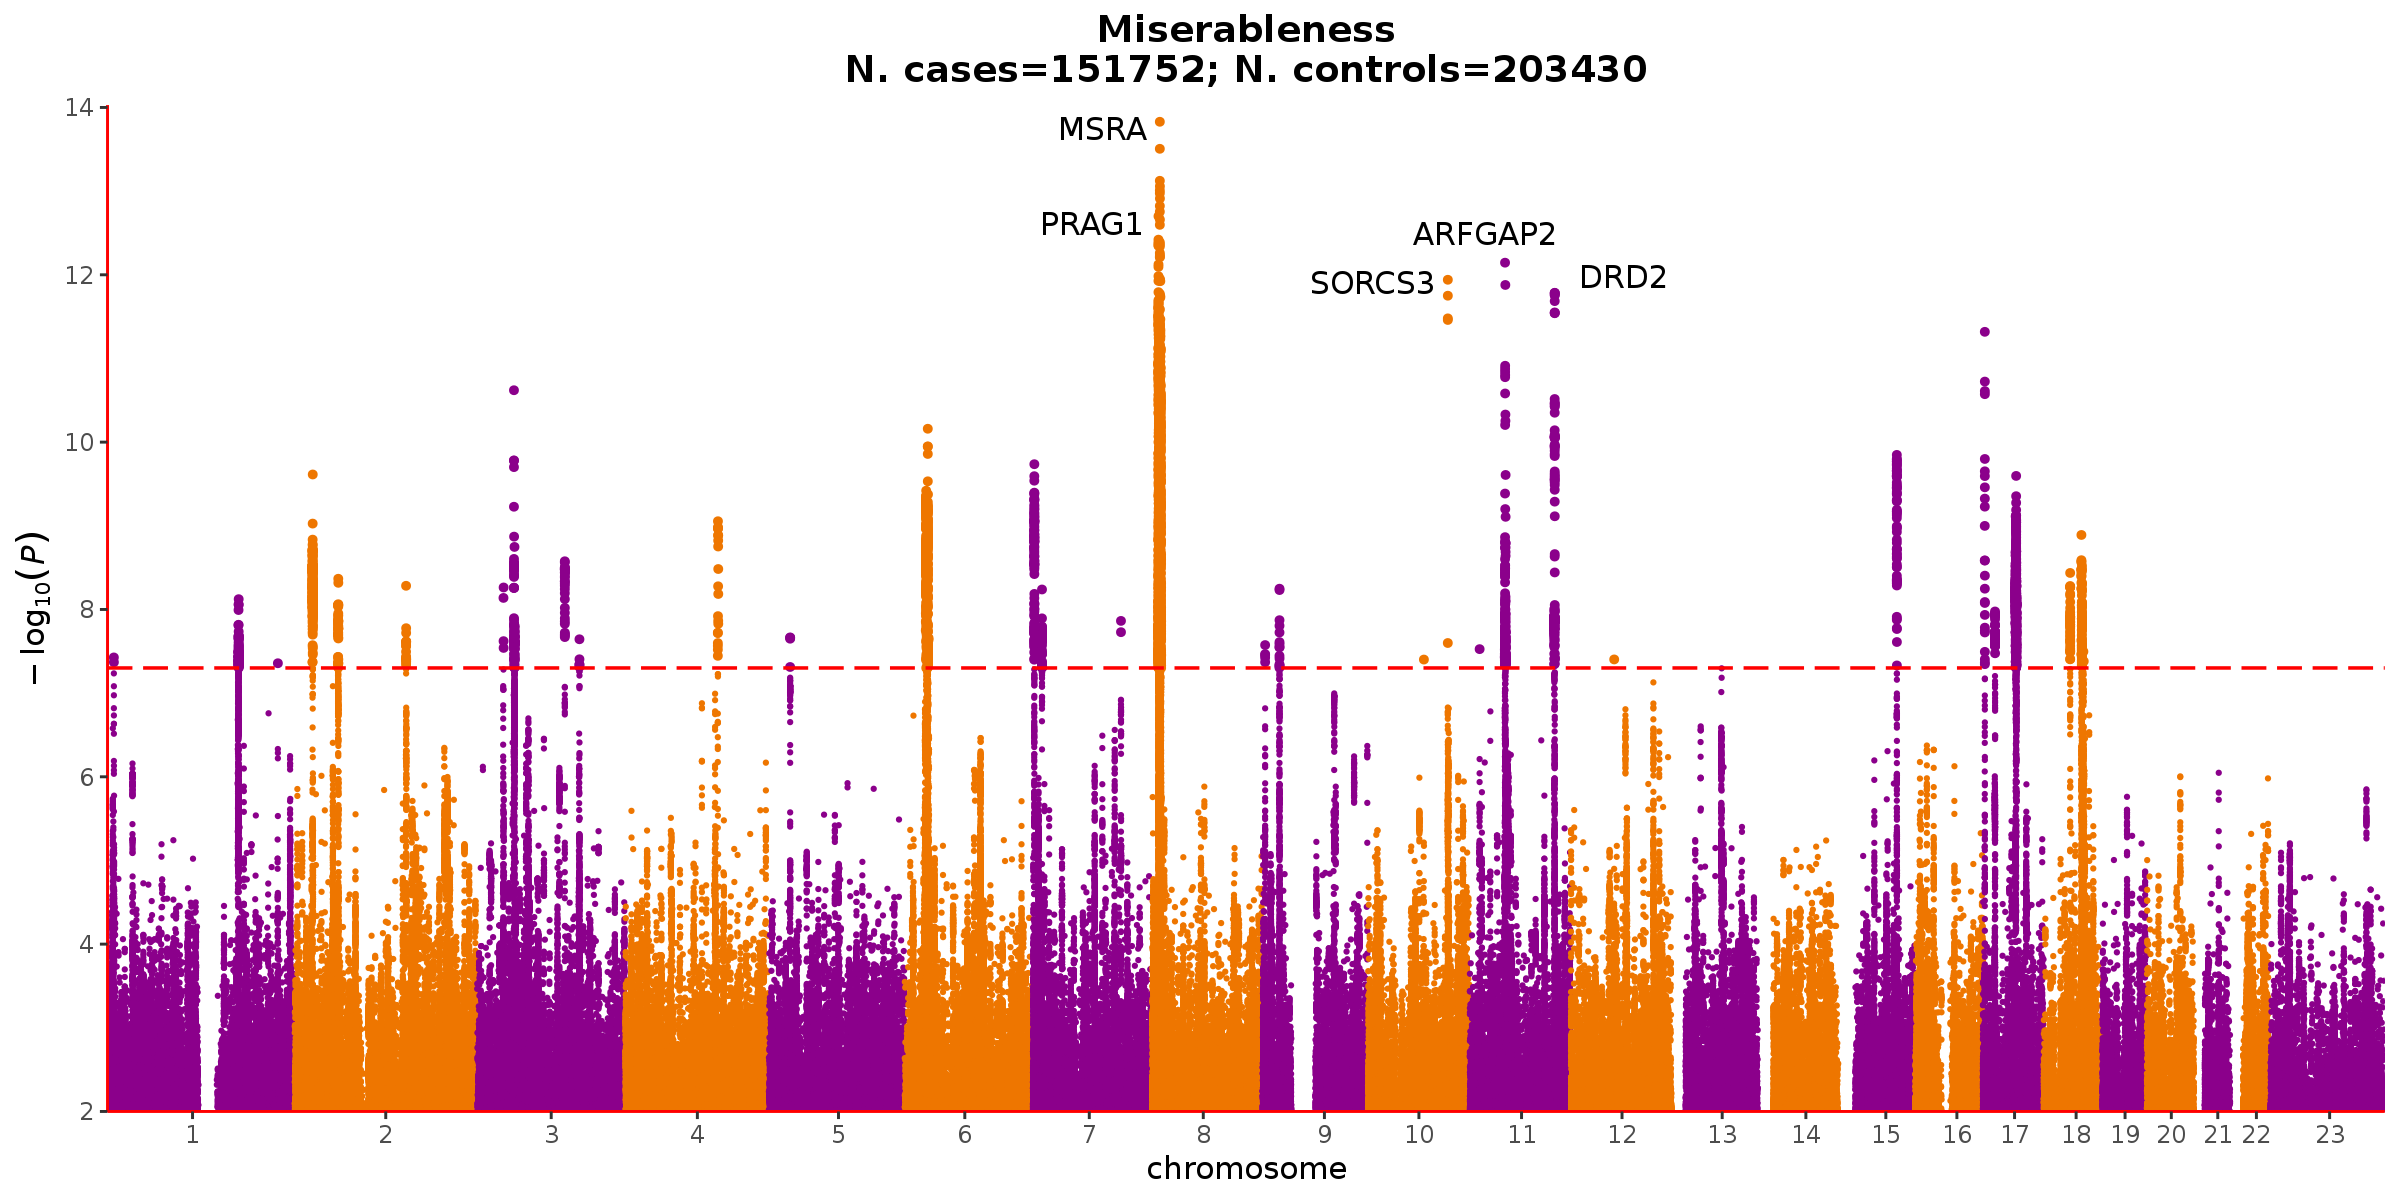 Miserableness
N. cases=151752; N. controls=203430
14
MSRA
PRAG1
ARFGAP2
SORCS3
DRD2
12
10
8
6
4
2
−log₁₀(P)
1 2 3 4 5 6 7 8 9 10 11 12 13 14 15 16 17 18 19 20 21 22 23
chromosome